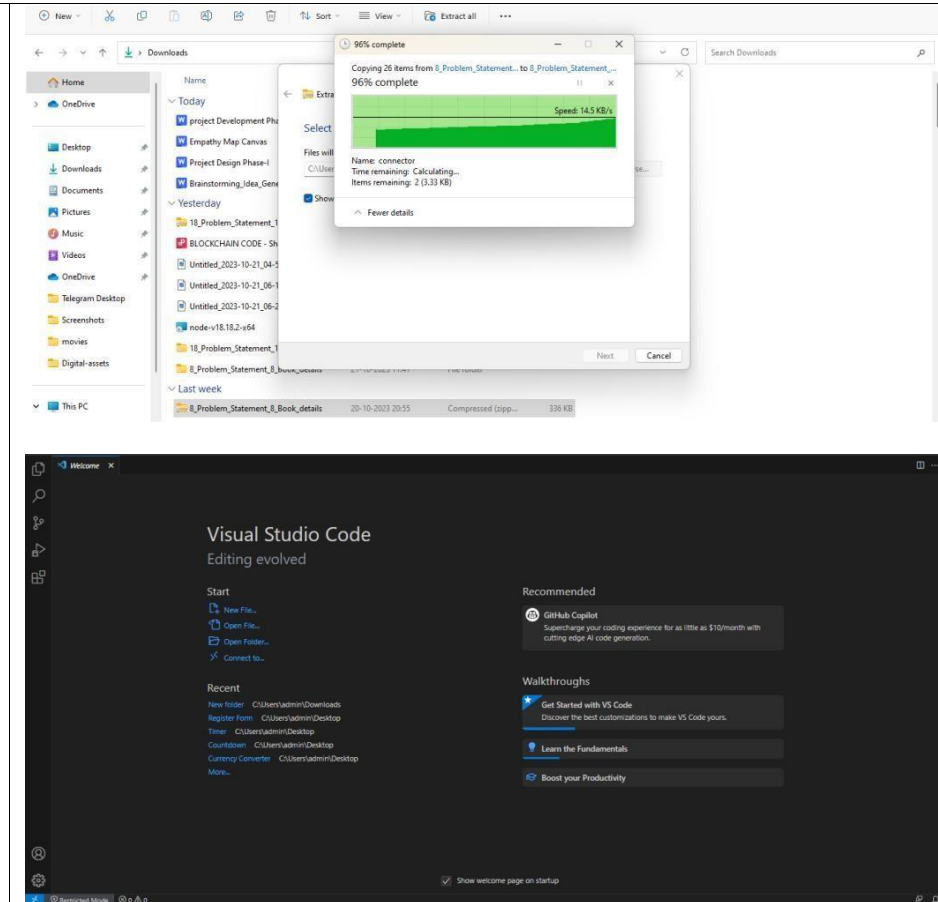 New
Sort
View
Extract all
Downloads
Search Downloads
96% complete
Copying 26 items from 8_Problem_Statement... to 8_Problem_Statement_...
96% complete
Speed: 14.5 KB/s
Name: connector
Time remaining: Calculating...
Items remaining: 2 (3.33 KB)
Fewer details
Extra
Select
Files will
C:\User
Show
Next
Cancel
Home
OneDrive
Desktop
Downloads
Documents
Pictures
Music
Videos
OneDrive
Telegram Desktop
Screenshots
movies
Digital-assets
This PC
Name
Today
project Development Pha
Empathy Map Canvas
Project Design Phase-I
Brainstorming_Idea_Gene
Yesterday
18_Problem_Statement_1
BLOCKCHAIN CODE - Sh
Untitled_2023-10-21_04-5
Untitled_2023-10-21_06-1
Untitled_2023-10-21_06-2
node-v18.18.2-x64
18_Problem_Statement_1
8_Problem_Statement_8_Book_details
Last week
8_Problem_Statement_8_Book_details 20-10-2023 20:55 Compressed (zipp... 336 KB
Welcome
Visual Studio Code
Editing evolved
Start
New File...
Open File...
Open Folder...
Connect to...
Recent
New folder C:\Users\admin\Downloads
Register Form C:\Users\admin\Desktop
Timer C:\Users\admin\Desktop
Countdown C:\Users\admin\Desktop
Currency Converter C:\Users\admin\Desktop
More...
Recommended
GitHub Copilot
Supercharge your coding experience for as little as $10/month with
cutting edge AI code generation.
Walkthroughs
Get Started with VS Code
Discover the best customizations to make VS Code yours.
Learn the Fundamentals
Boost your Productivity
Show welcome page on startup
Restricted Mode 0 0